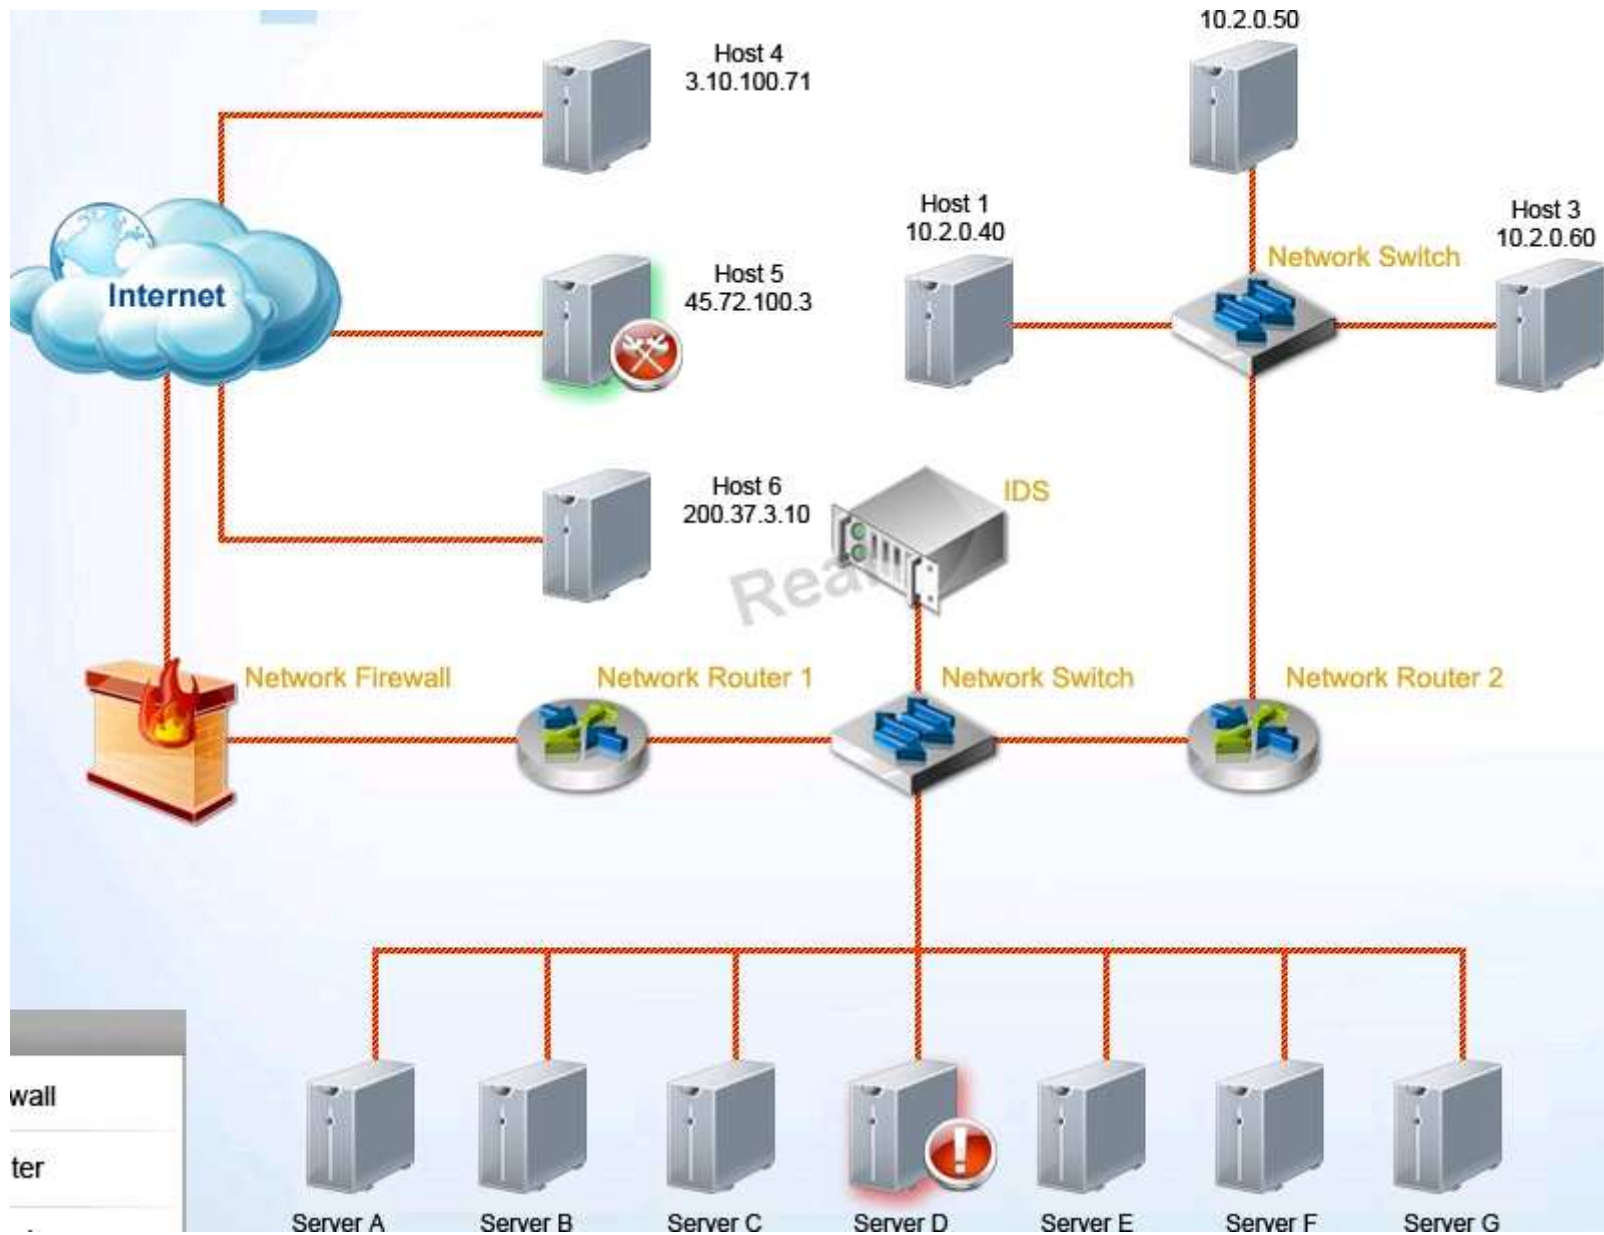 10.2.0.50
Host 4
3.10.100.71
Host 1
10.2.0.40
Host 3
10.2.0.60
Network Switch
Internet
Host 5
45.72.100.3
Host 6
200.37.3.10
IDS
Rea
Network Firewall
Network Router 1
Network Switch
Network Router 2
wall
ter
Server A
Server B
Server C
Server D
Server E
Server F
Server G